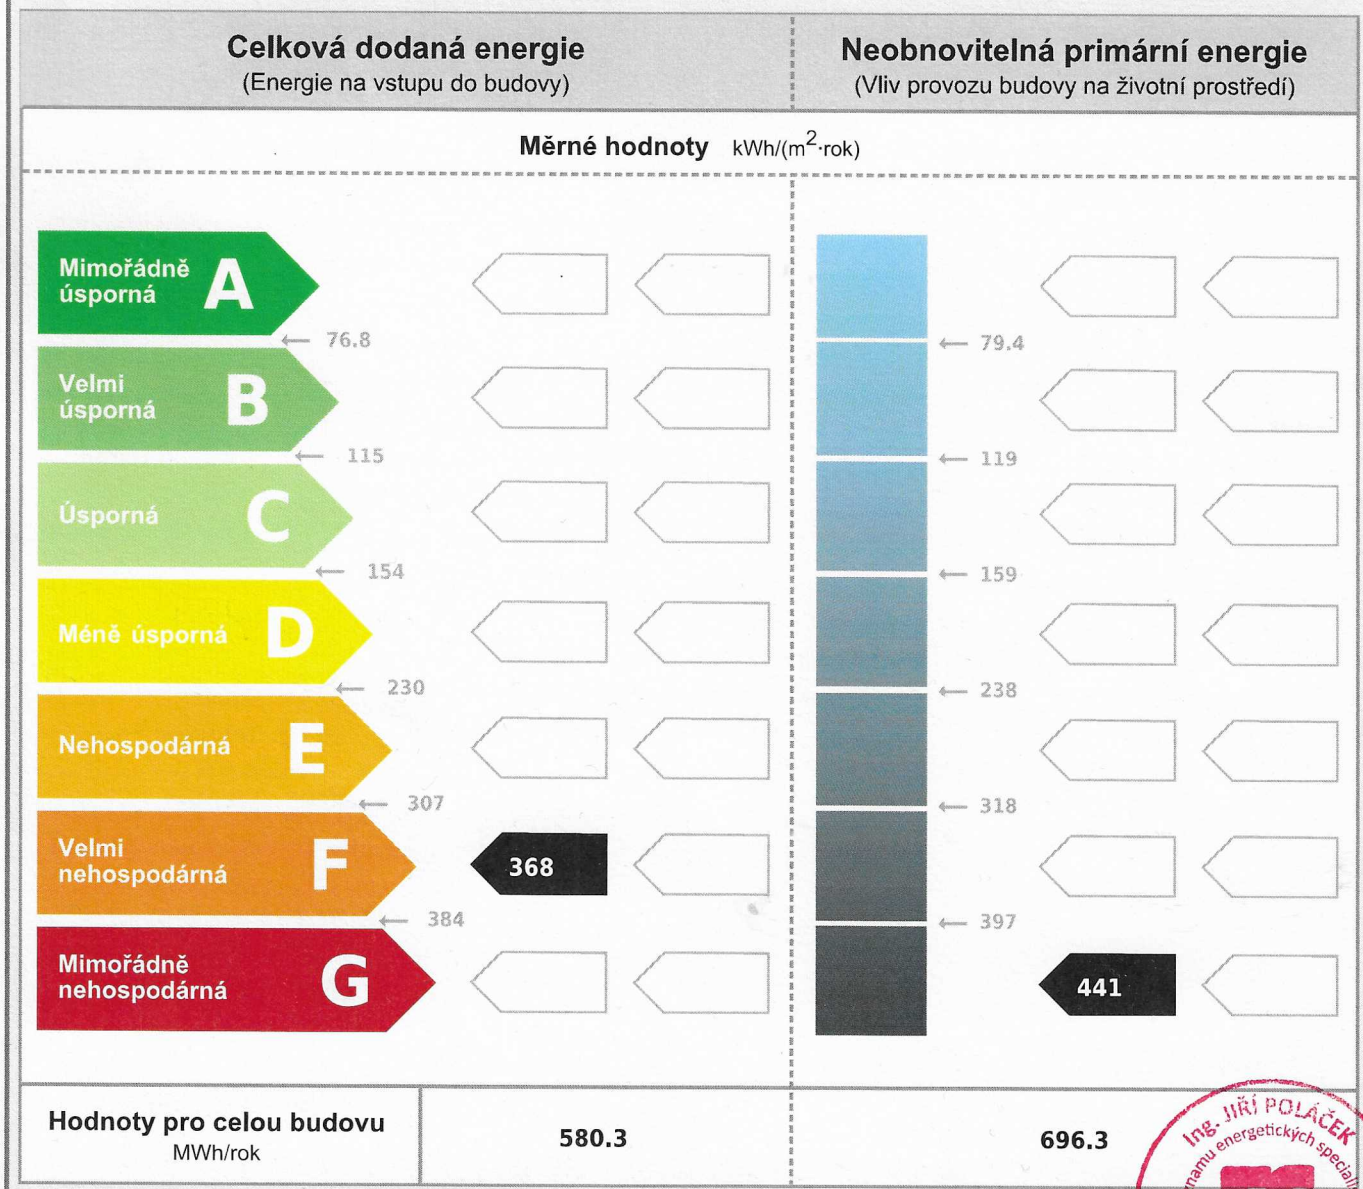 Celková dodaná energie
(Energie na vstupu do budovy)
Neobnovitelná primární energie
(Vliv provozu budovy na životní prostředí)
Měrné hodnoty kWh/(m²·rok)
Mimořádně
úsporná
A
76.8
79.4
Velmi
úsporná
B
115
119
Úsporná
C
154
159
Méně úsporná
D
230
238
Nehospodárná
E
307
318
Velmi
nehospodárná
F
368
384
397
Mimořádně
nehospodárná
G
441
Hodnoty pro celou budovu
MWh/rok
580.3
696.3
Ing. JIŘÍ POLÁČEK
energetických